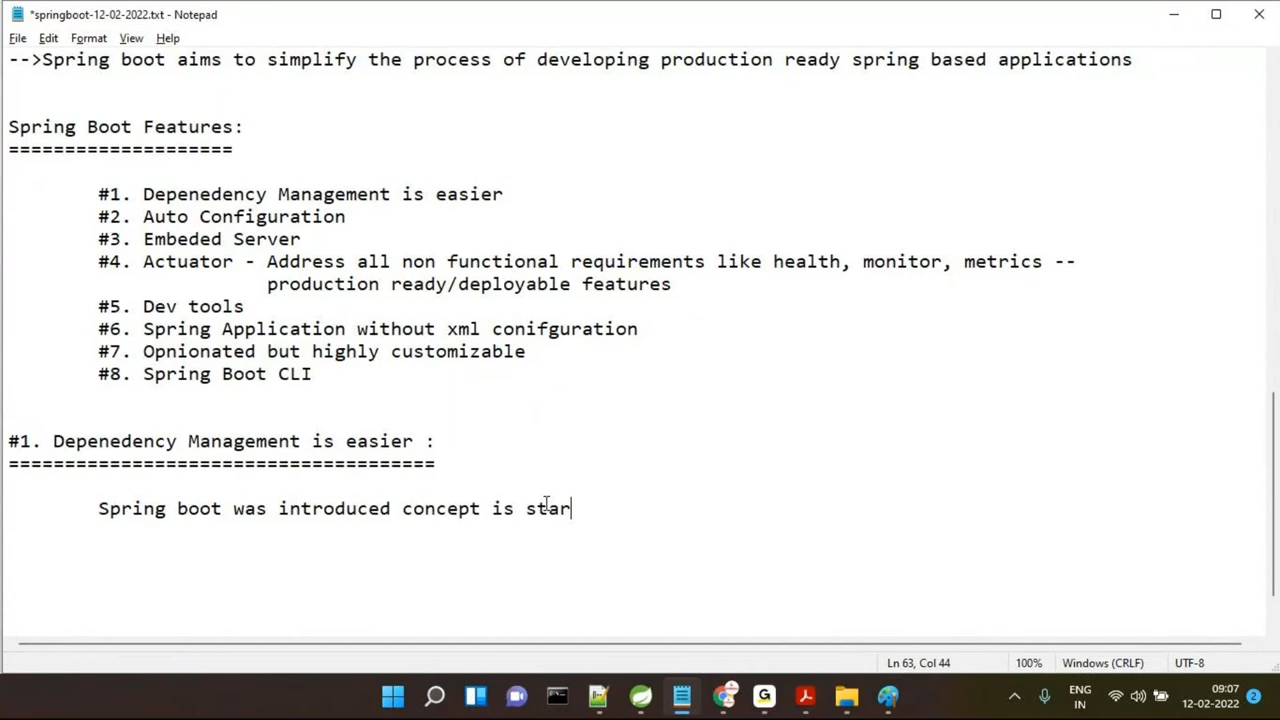 *springboot-12-02-2022.txt - Notepad
File Edit Format View Help
-->Spring boot aims to simplify the process of developing production ready spring based applications
Spring Boot Features:
====================
#1. Depenedency Management is easier
#2. Auto Configuration
#3. Embeded Server
#4. Actuator - Address all non functional requirements like health, monitor, metrics --
production ready/deployable features
#5. Dev tools
#6. Spring Application without xml conifguration
#7. Opnionated but highly customizable
#8. Spring Boot CLI
#1. Depenedency Management is easier :
======================================
Spring boot was introduced concept is star
Ln 63, Col 44 100% Windows (CRLF) UTF-8
ENG 09:07
IN 12-02-2022 2